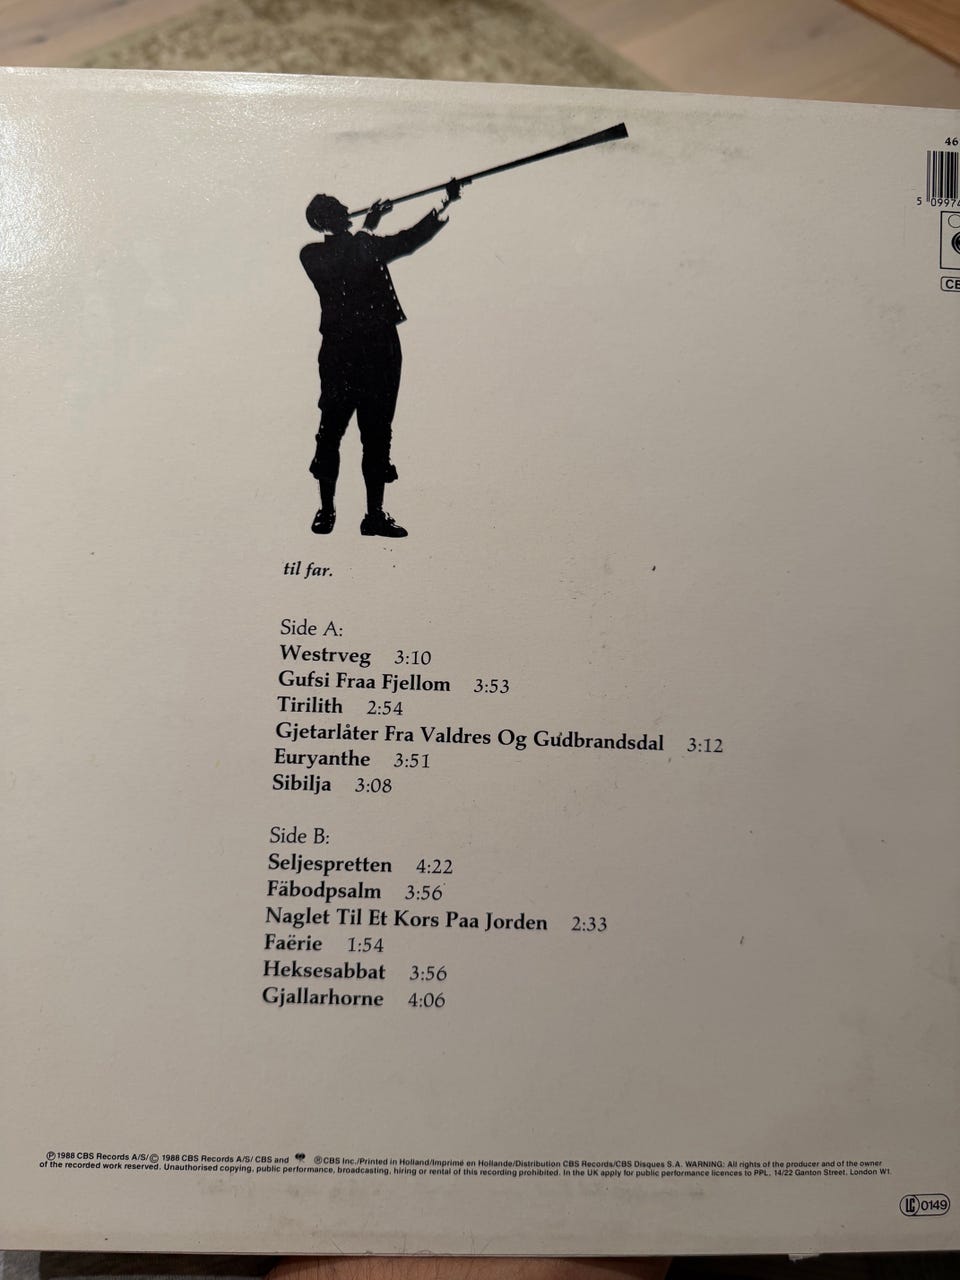 46
5 09974
CB
til far.
Side A:
Westrveg 3:10
Gufsi Fraa Fjellom 3:53
Tirilith 2:54
Gjetarlåter Fra Valdres Og Gudbrandsdal 3:12
Euryanthe 3:51
Sibilja 3:08
Side B:
Seljespretten 4:22
Fäbodpsalm 3:56
Naglet Til Et Kors Paa Jorden 2:33
Faërie 1:54
Heksesabbat 3:56
Gjallarhorne 4:06
℗ 1988 CBS Records A/S/© 1988 CBS Records A/S/ CBS and ®CBS Inc./Printed in Holland/Imprimé en Hollande/Distribution CBS Records/CBS Disques S.A. WARNING: All rights of the producer and of the owner
of the recorded work reserved. Unauthorised copying, public performance, broadcasting, hiring or rental of this recording prohibited. In the UK apply for public performance licences to PPL, 14/22 Ganton Street, London W1.
LC 0149